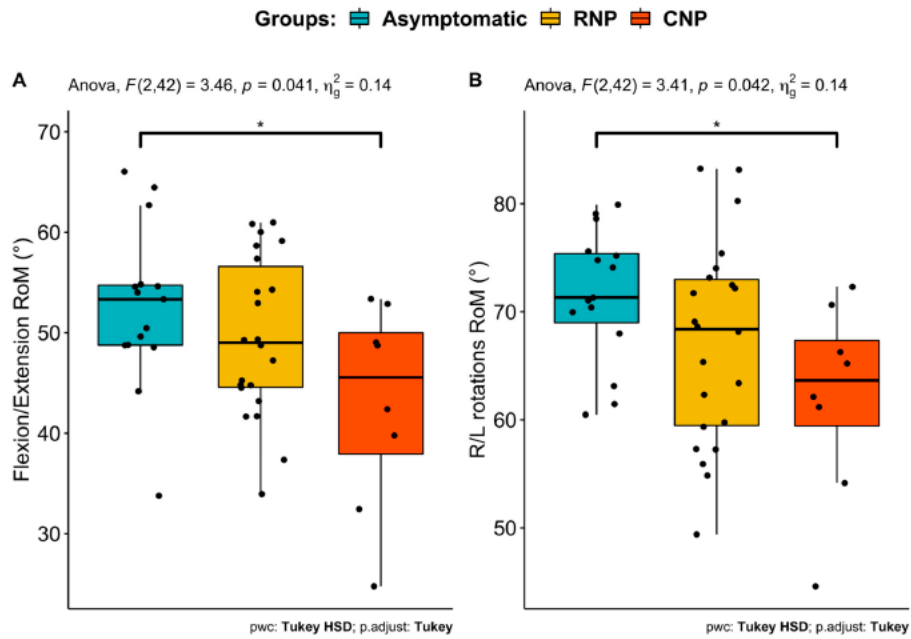 Groups: Asymptomatic RNP CNP
A
Anova, F(2,42) = 3.46, p = 0.041, η²g = 0.14
*
70
60
50
40
30
Flexion/Extension RoM (°)
pwc: Tukey HSD; p.adjust: Tukey
B
Anova, F(2,42) = 3.41, p = 0.042, η²g = 0.14
*
80
70
60
50
R/L rotations RoM (°)
pwc: Tukey HSD; p.adjust: Tukey